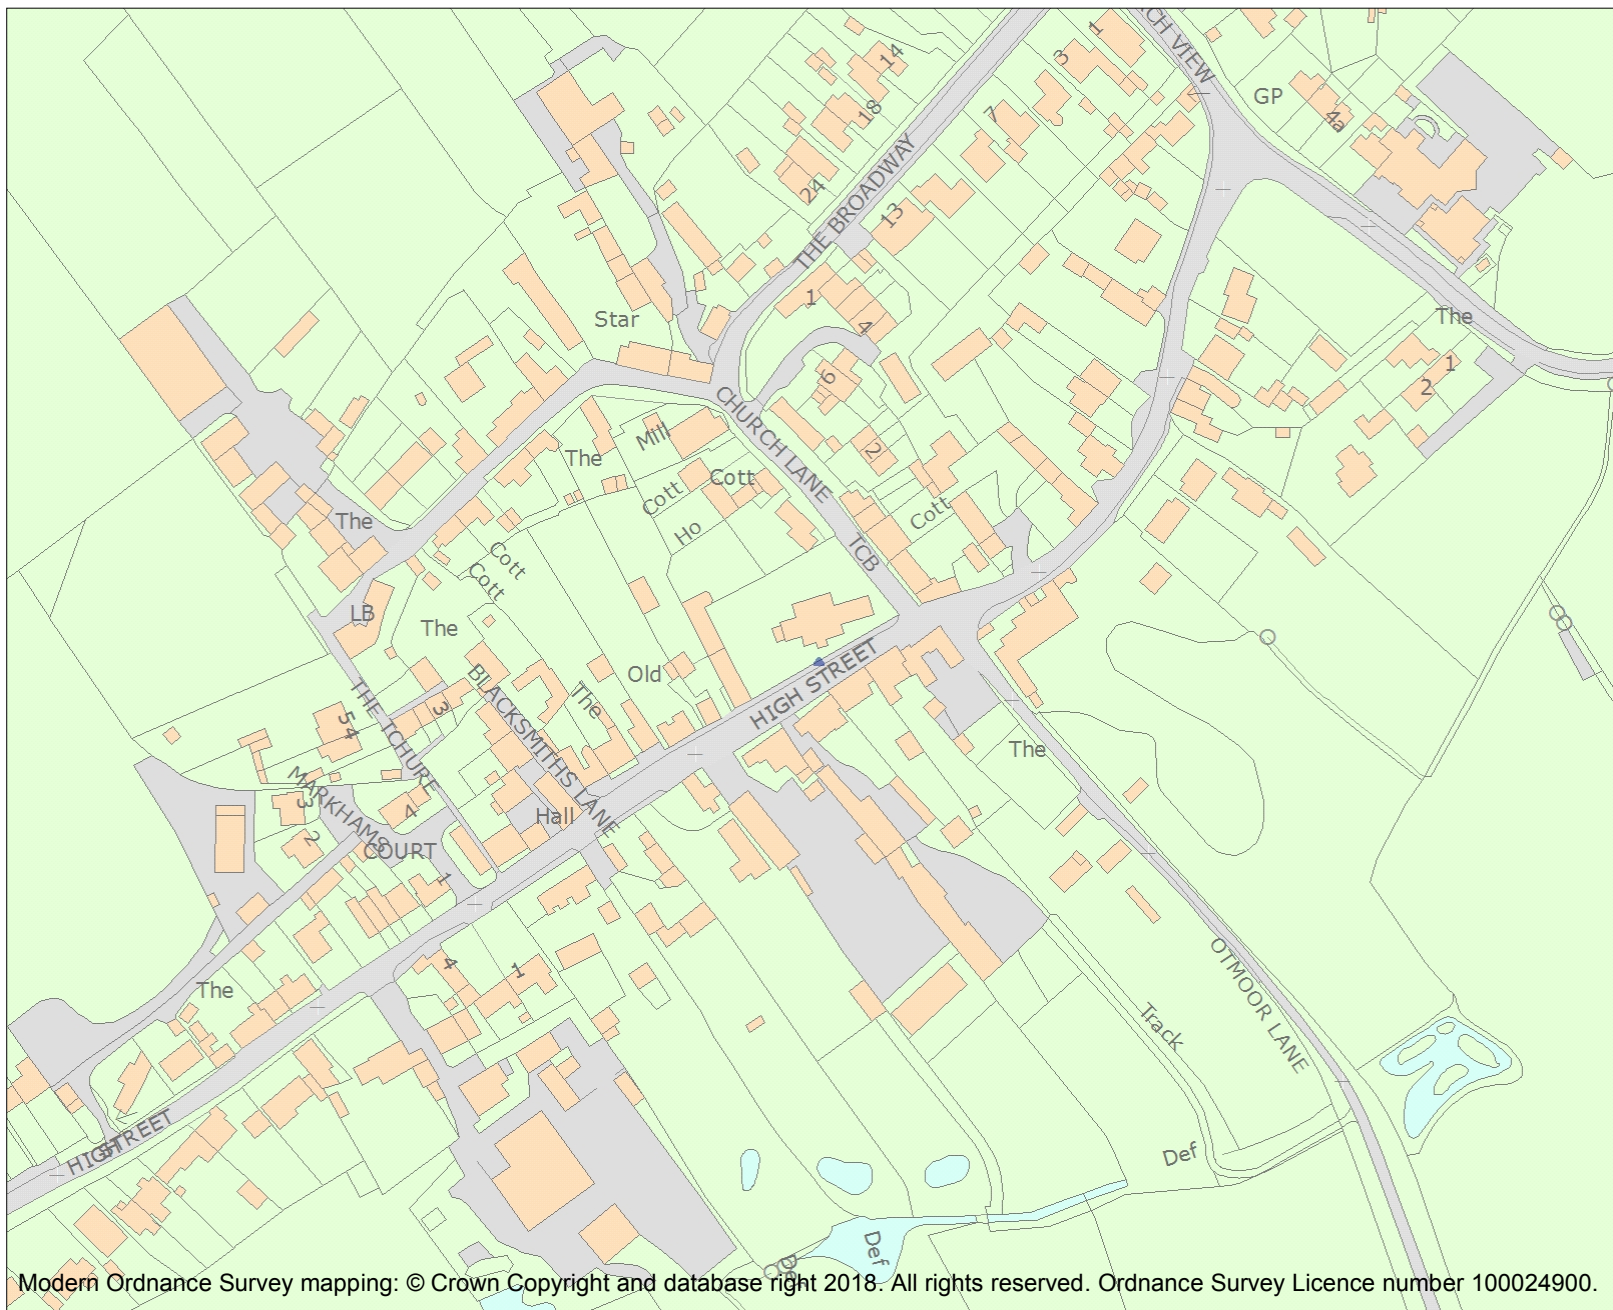 CH VIEW
1
3
14
GP
18
4a
7
24
THE BROADWAY
13
1
Star
4
The
6
1
2
CHURCH LANE
Mill
The
2
Cott
Cott
Cott
The
Ho
TCB
Cott
Cott
LB
The
Old
HIGH STREET
BLACKSMITHS LANE
The
THE TCHURE
3
54
The
MARKHAMS
COURT
3
4
2
Hall
1
4
7
The
OTMOOR LANE
Track
HIGH STREET
Def
Def
Def
Modern Ordnance Survey mapping: © Crown Copyright and database right 2018. All rights reserved. Ordnance Survey Licence number 100024900.